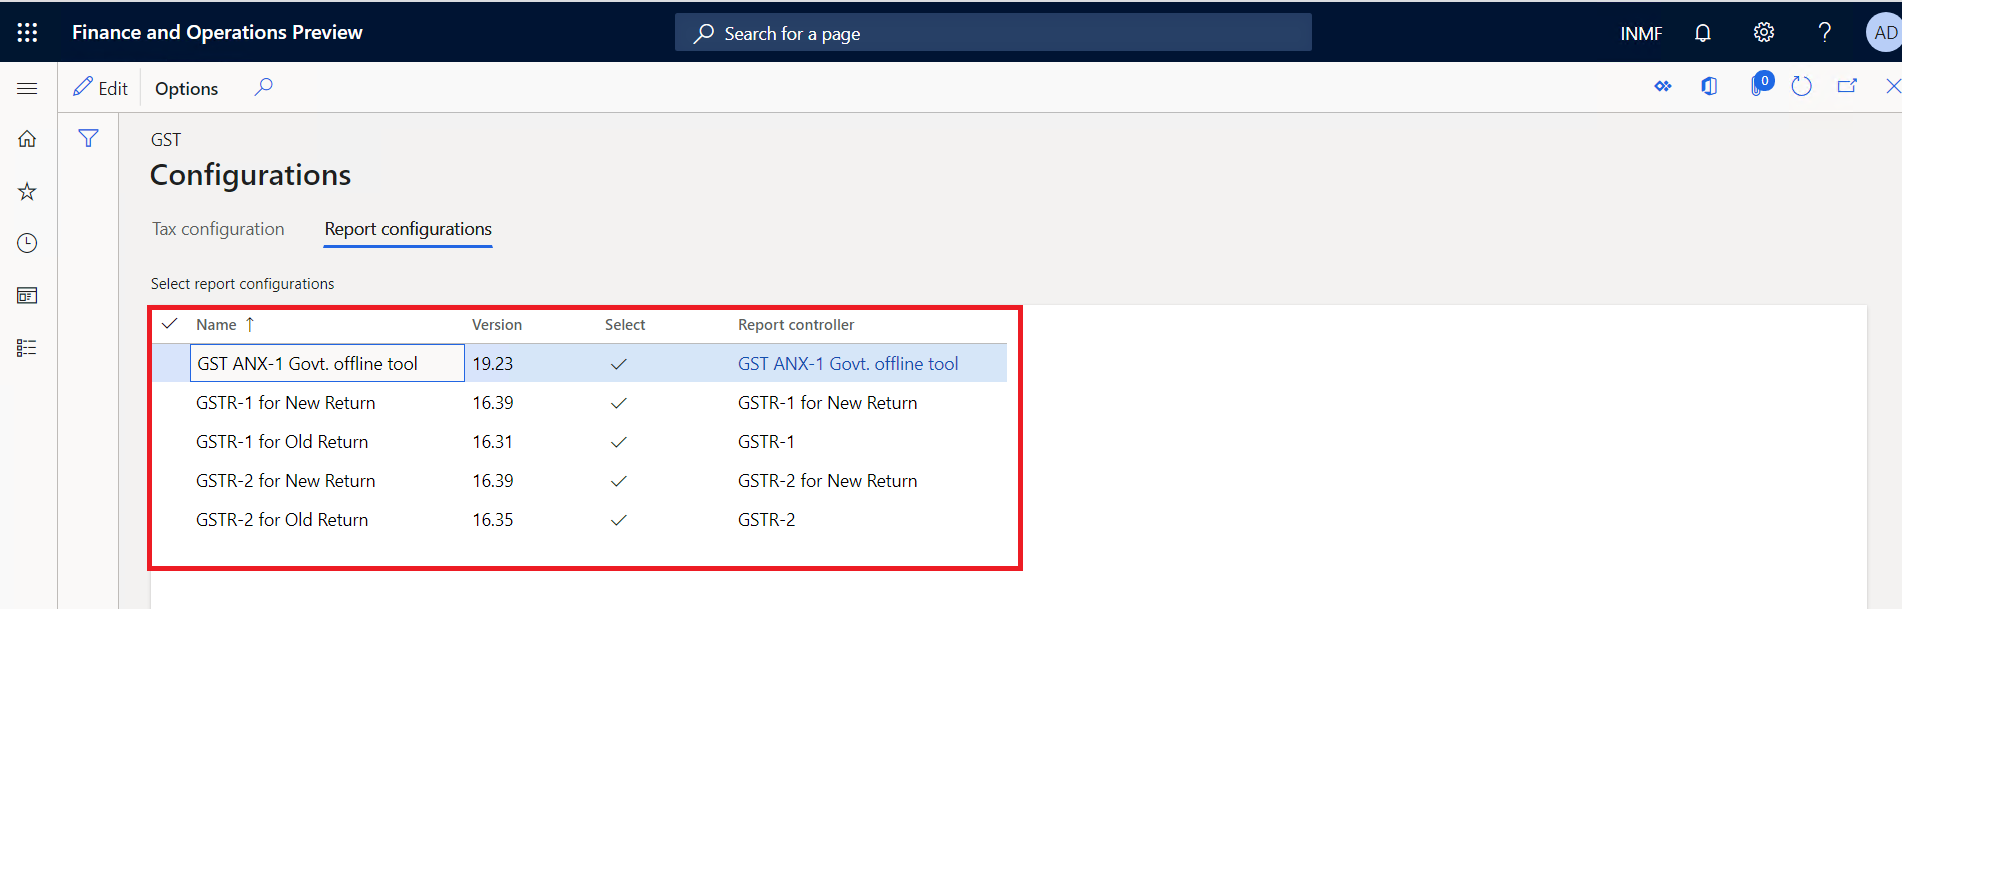 Finance and Operations Preview
Search for a page
INMF
?
AD
Edit
Options
0
GST
Configurations
Tax configuration
Report configurations
Select report configurations
Name ↑ Version Select Report controller
GST ANX-1 Govt. offline tool 19.23 GST ANX-1 Govt. offline tool
GSTR-1 for New Return 16.39 GSTR-1 for New Return
GSTR-1 for Old Return 16.31 GSTR-1
GSTR-2 for New Return 16.39 GSTR-2 for New Return
GSTR-2 for Old Return 16.35 GSTR-2